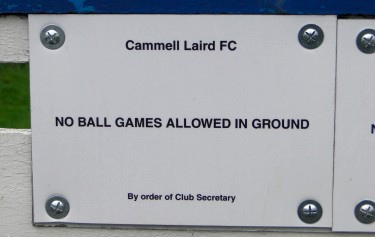 Cammell Laird FC
NO BALL GAMES ALLOWED IN GROUND
By order of Club Secretary